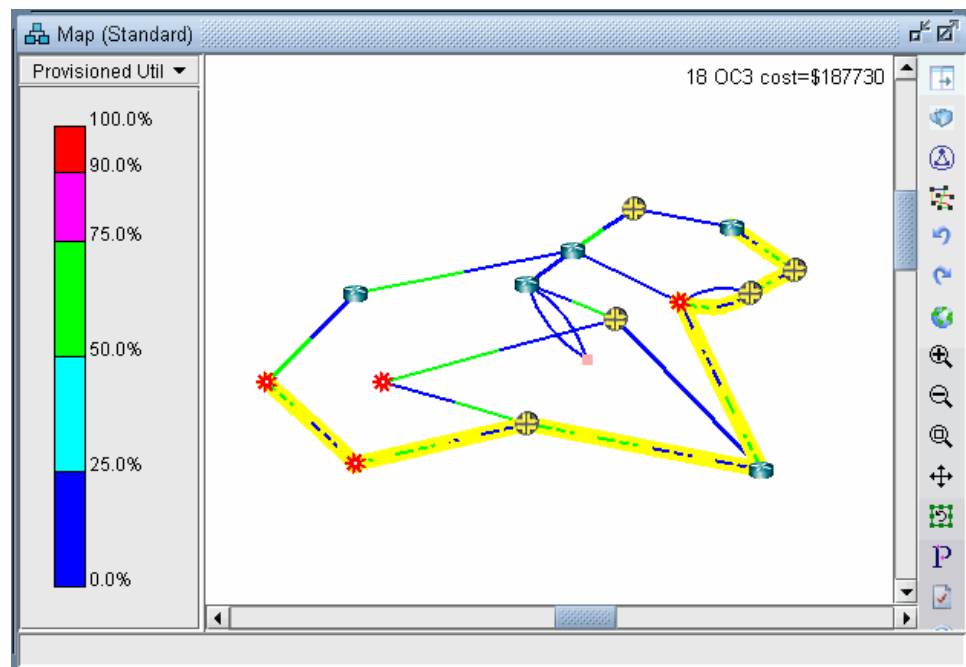 Map (Standard)
Provisioned Util
18 OC3 cost=$187730
100.0%
90.0%
75.0%
50.0%
25.0%
0.0%
P